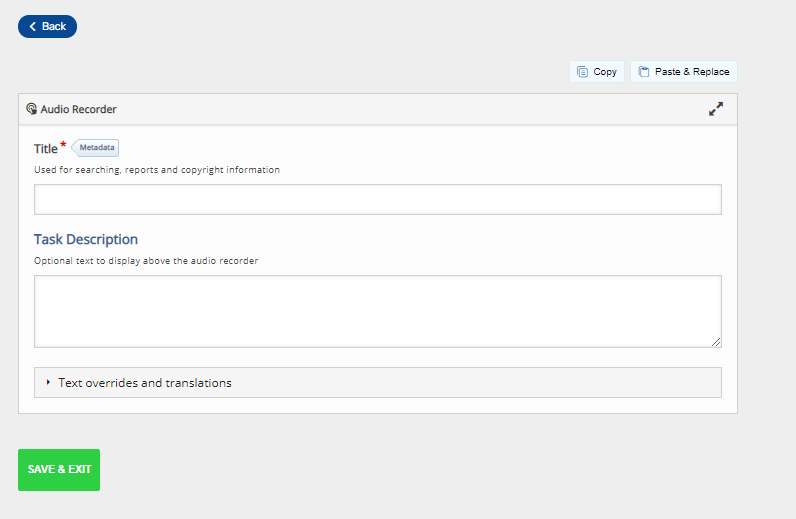 Back
Copy
Paste & Replace
Audio Recorder
Title*
Metadata
Used for searching, reports and copyright information
Task Description
Optional text to display above the audio recorder
Text overrides and translations
SAVE & EXIT